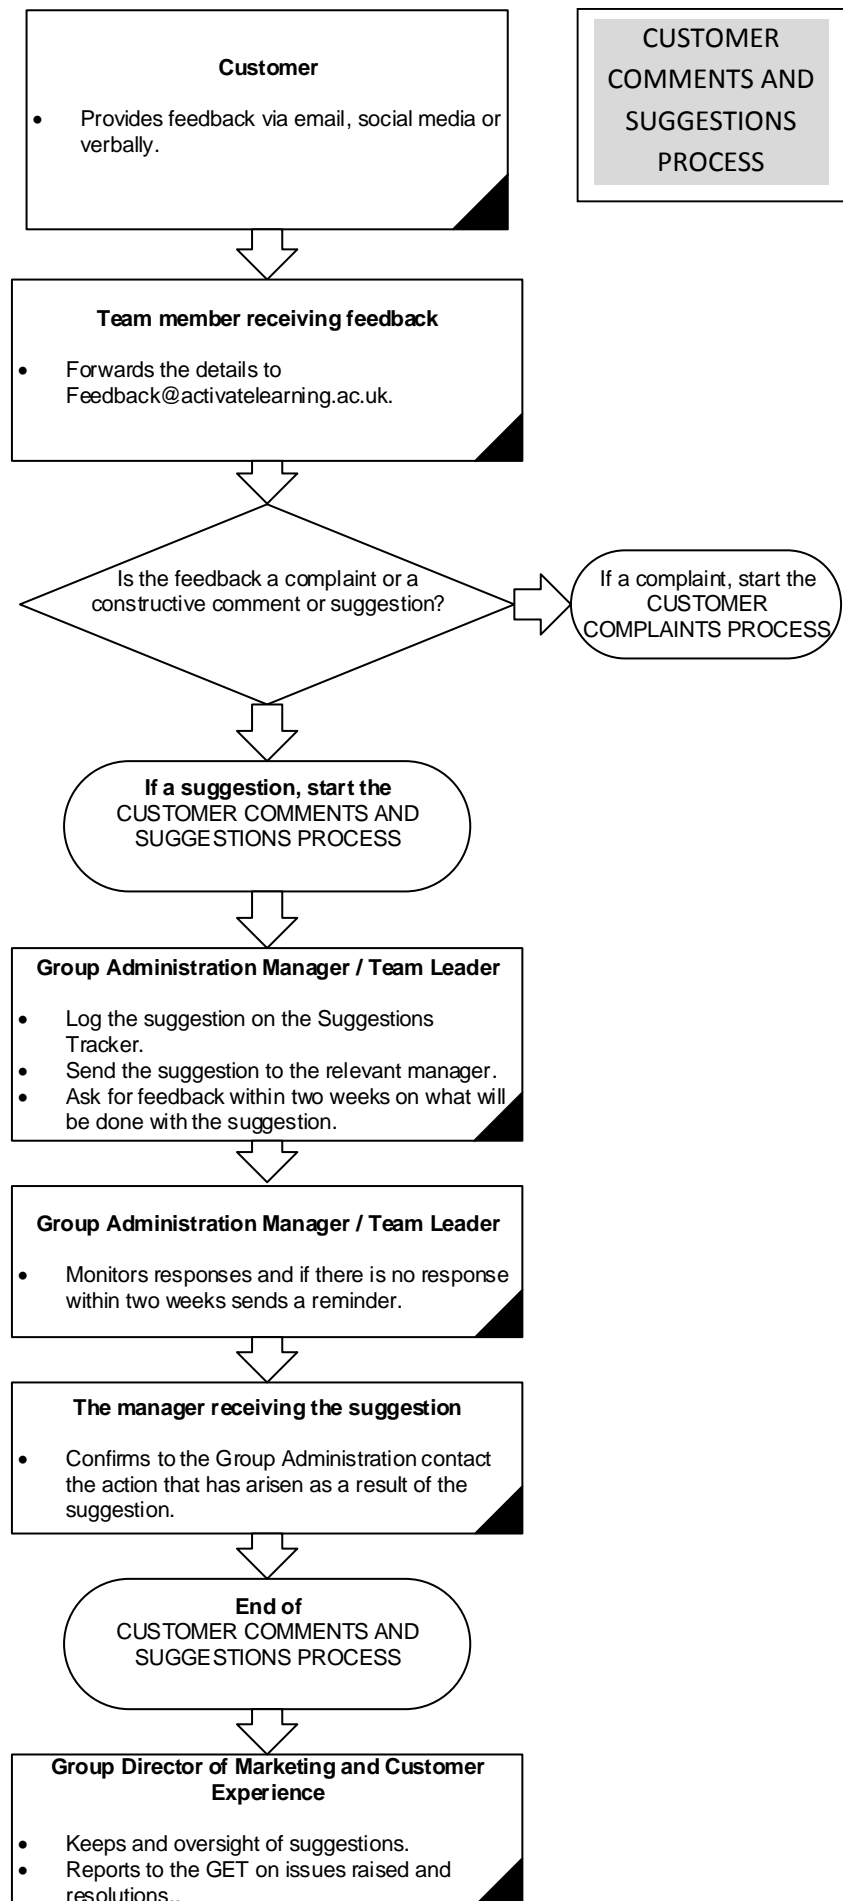 Customer
• Provides feedback via email, social media or
verbally.
CUSTOMER
COMMENTS AND
SUGGESTIONS
PROCESS
Team member receiving feedback
• Forwards the details to
Feedback@activatelearning.ac.uk.
Is the feedback a complaint or a
constructive comment or suggestion?
If a complaint, start the
CUSTOMER
COMPLAINTS PROCESS
If a suggestion, start the
CUSTOMER COMMENTS AND
SUGGESTIONS PROCESS
Group Administration Manager / Team Leader
• Log the suggestion on the Suggestions
Tracker.
• Send the suggestion to the relevant manager.
• Ask for feedback within two weeks on what will
be done with the suggestion.
Group Administration Manager / Team Leader
• Monitors responses and if there is no response
within two weeks sends a reminder.
The manager receiving the suggestion
• Confirms to the Group Administration contact
the action that has arisen as a result of the
suggestion.
End of
CUSTOMER COMMENTS AND
SUGGESTIONS PROCESS
Group Director of Marketing and Customer
Experience
• Keeps and oversight of suggestions.
• Reports to the GET on issues raised and
resolutions..